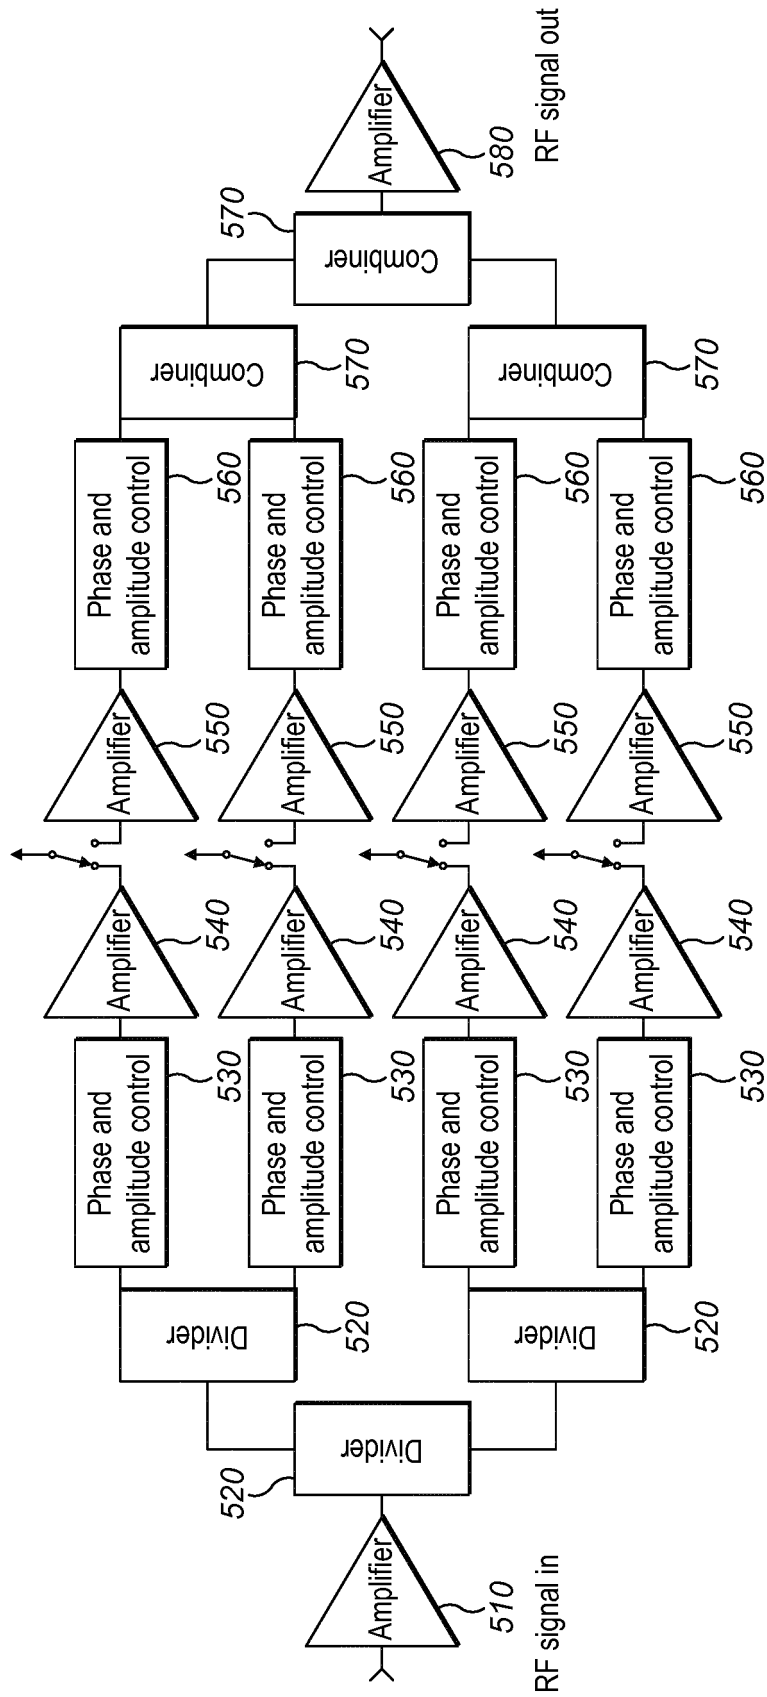 Amplifier
510
RF signal in
520
Divider
Divider
520
Divider
520
Phase and
amplitude control
530
Phase and
amplitude control
530
Phase and
amplitude control
530
Phase and
amplitude control
530
Amplifier
540
Amplifier
540
Amplifier
540
Amplifier
540
Amplifier
550
Amplifier
550
Amplifier
550
Amplifier
550
Phase and
amplitude control
560
Phase and
amplitude control
560
Phase and
amplitude control
560
Phase and
amplitude control
560
Combiner
570
Combiner
570
570
Combiner
Amplifier
580
RF signal out